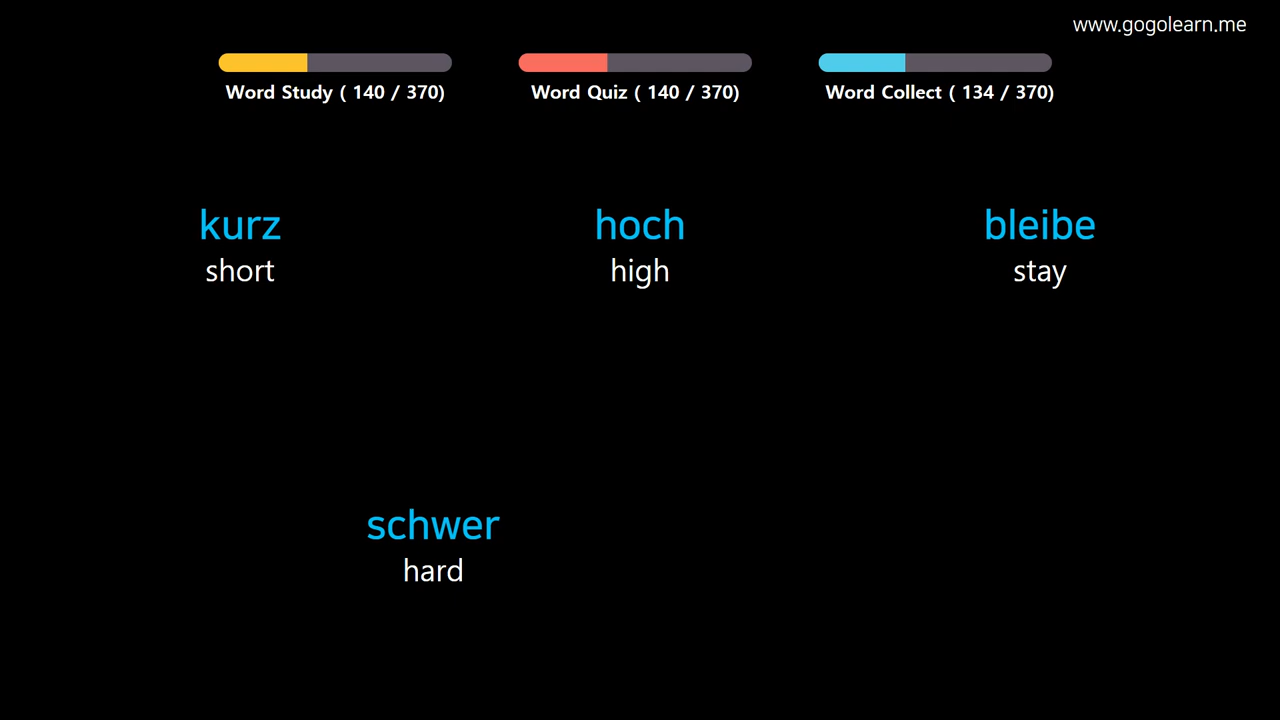 www.gogolearn.me
Word Study ( 140 / 370)
Word Quiz ( 140 / 370)
Word Collect ( 134 / 370)
kurz
short
hoch
high
bleibe
stay
schwer
hard